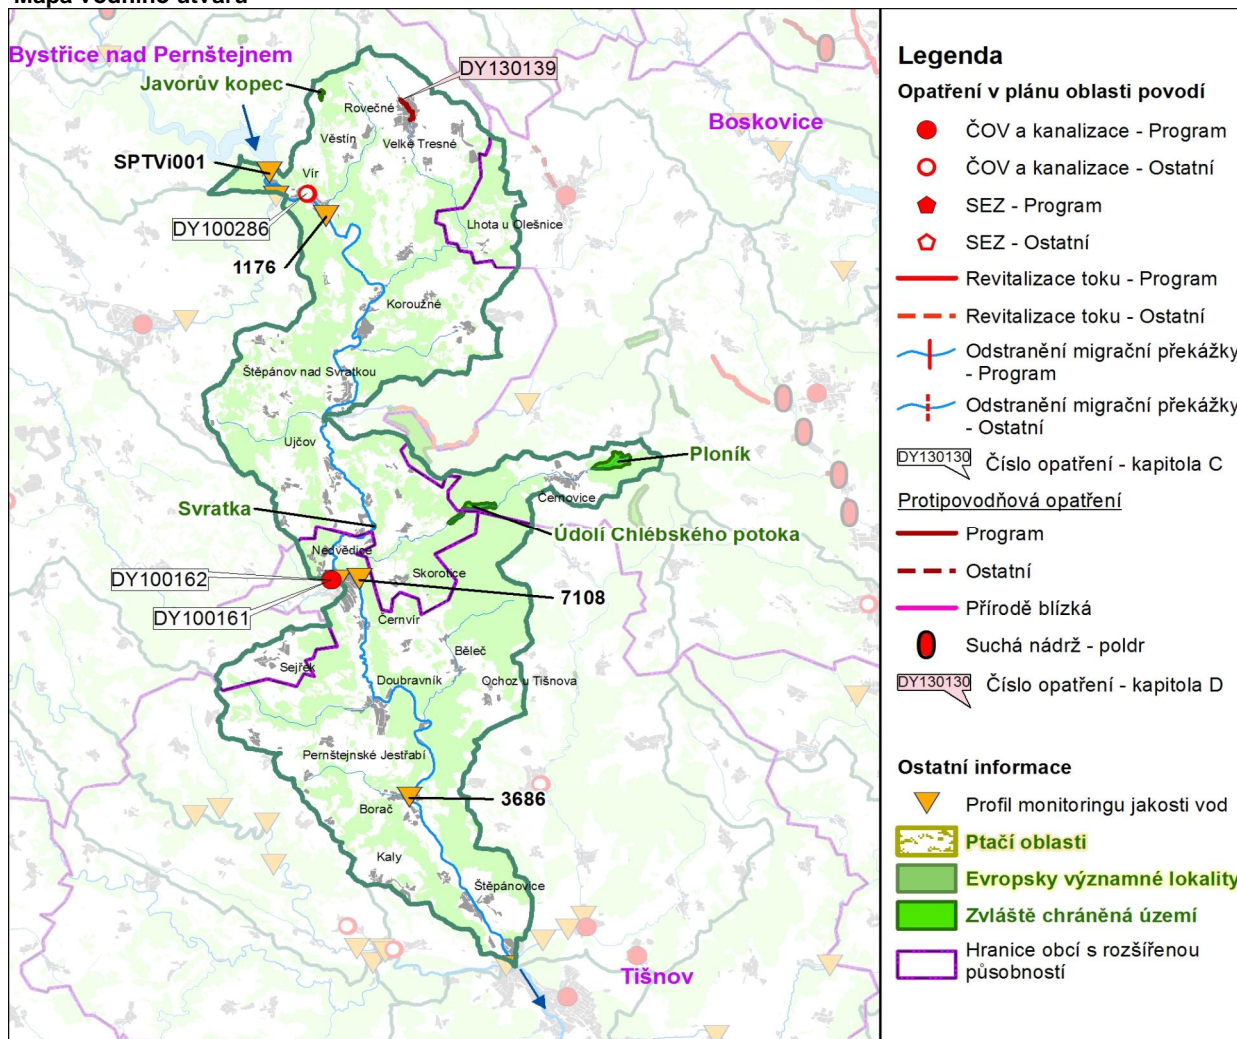 Mapa vodního útvaru
Bystřice nad Pernštejnem
Javorův kopec
DY130139
Rovečné
Věstín
Velké Tresné
Boskovice
SPTVi001
Vír
DY100286
1176
Lhota u Olešnice
Koroužné
Štěpánov nad Svratkou
Ujčov
Ploník
Černovice
Svratka
Údolí Chlébského potoka
Nedvědice
DY100162
Skorotice
7108
DY100161
Černvír
Sejřek
Běleč
Doubravník
Ochoz u Tišnova
Pernštejnské Jestřabí
3686
Borač
Kaly
Štěpánovice
Tišnov
Legenda
Opatření v plánu oblasti povodí
ČOV a kanalizace - Program
ČOV a kanalizace - Ostatní
SEZ - Program
SEZ - Ostatní
Revitalizace toku - Program
Revitalizace toku - Ostatní
Odstranění migrační překážky
- Program
Odstranění migrační překážky
- Ostatní
DY130130 Číslo opatření - kapitola C
Protipovodňová opatření
Program
Ostatní
Přírodě blízká
Suchá nádrž - poldr
DY130130 Číslo opatření - kapitola D
Ostatní informace
Profil monitoringu jakosti vod
Ptačí oblasti
Evropsky významné lokality
Zvláště chráněná území
Hranice obcí s rozšířenou
působností